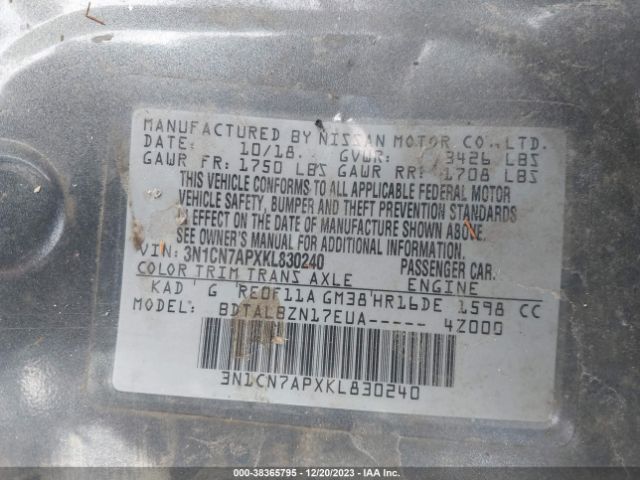 MANUFACTURED BY NISSAN MOTOR CO., LTD.
DATE: 10/18 GVWR: 3426 LBS
GAWR FR: 1750 LBS GAWR RR: 1708 LBS
THIS VEHICLE CONFORMS TO ALL APPLICABLE FEDERAL MOTOR
VEHICLE SAFETY, BUMPER AND THEFT PREVENTION STANDARDS
IN EFFECT ON THE DATE OF MANUFACTURE SHOWN ABOVE.
SEE OWNER'S MANUAL FOR ADDITIONAL INFORMATION.
VIN: 3N1CN7APXKL830240 PASSENGER CAR.
COLOR TRIM TRANS AXLE ENGINE
KAD G RE0F11A GM38 HR16DE 1598 CC
MODEL: BDTALBZN17EUA----- 4Z000
3N1CN7APXKL830240
000-38365795 - 12/20/2023 - IAA Inc.